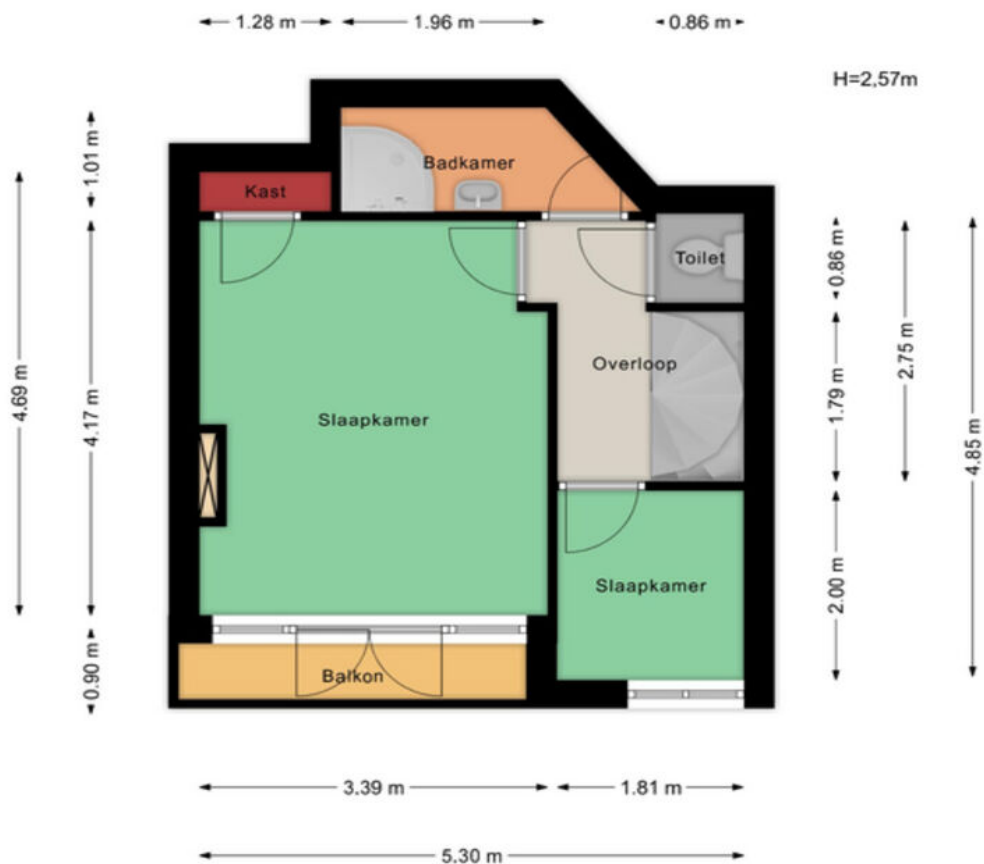 1.28 m
1.96 m
0.86 m
H=2,57m
1.01 m
Badkamer
Kast
Toilet
0.86 m
2.75 m
4.69 m
4.17 m
Overloop
1.79 m
Slaapkamer
4.85 m
2.00 m
Slaapkamer
0.90 m
Balkon
3.39 m
1.81 m
5.30 m